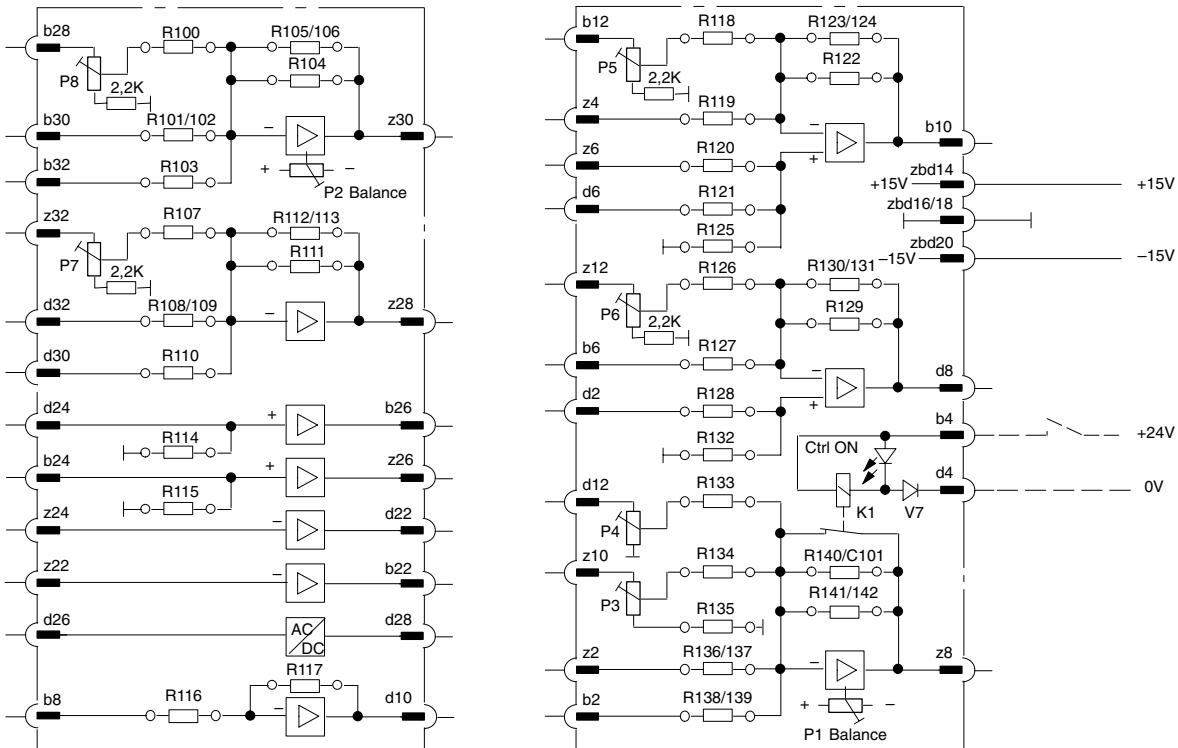 b28 R100 R105/106
P8 2,2K R104
b30 R101/102 – z30
b32 R103 + –
P2 Balance
z32 R107 R112/113
P7 2,2K R111
d32 R108/109 – z28
d30 R110
d24 + b26
R114
b24 + z26
R115
z24 – d22
z22 – b22
d26 AC d28
DC
R117
b8 R116 – d10
b12 R118 R123/124
P5 2,2K R122
z4 R119 –
b10
z6 R120 +
zbd14
+15V +15V
d6 R121 zbd16/18
R125 zbd20
–15V –15V
z12 R126 R130/131
P6 2,2K R129
b6 R127 –
d8
d2 R128 +
b4
+24V
R132 Ctrl ON
d4
0V
d12 R133 K1 V7
P4
z10 R134 R140/C101
P3 R141/142
R135
z2 R136/137 – z8
b2 R138/139 + –
P1 Balance